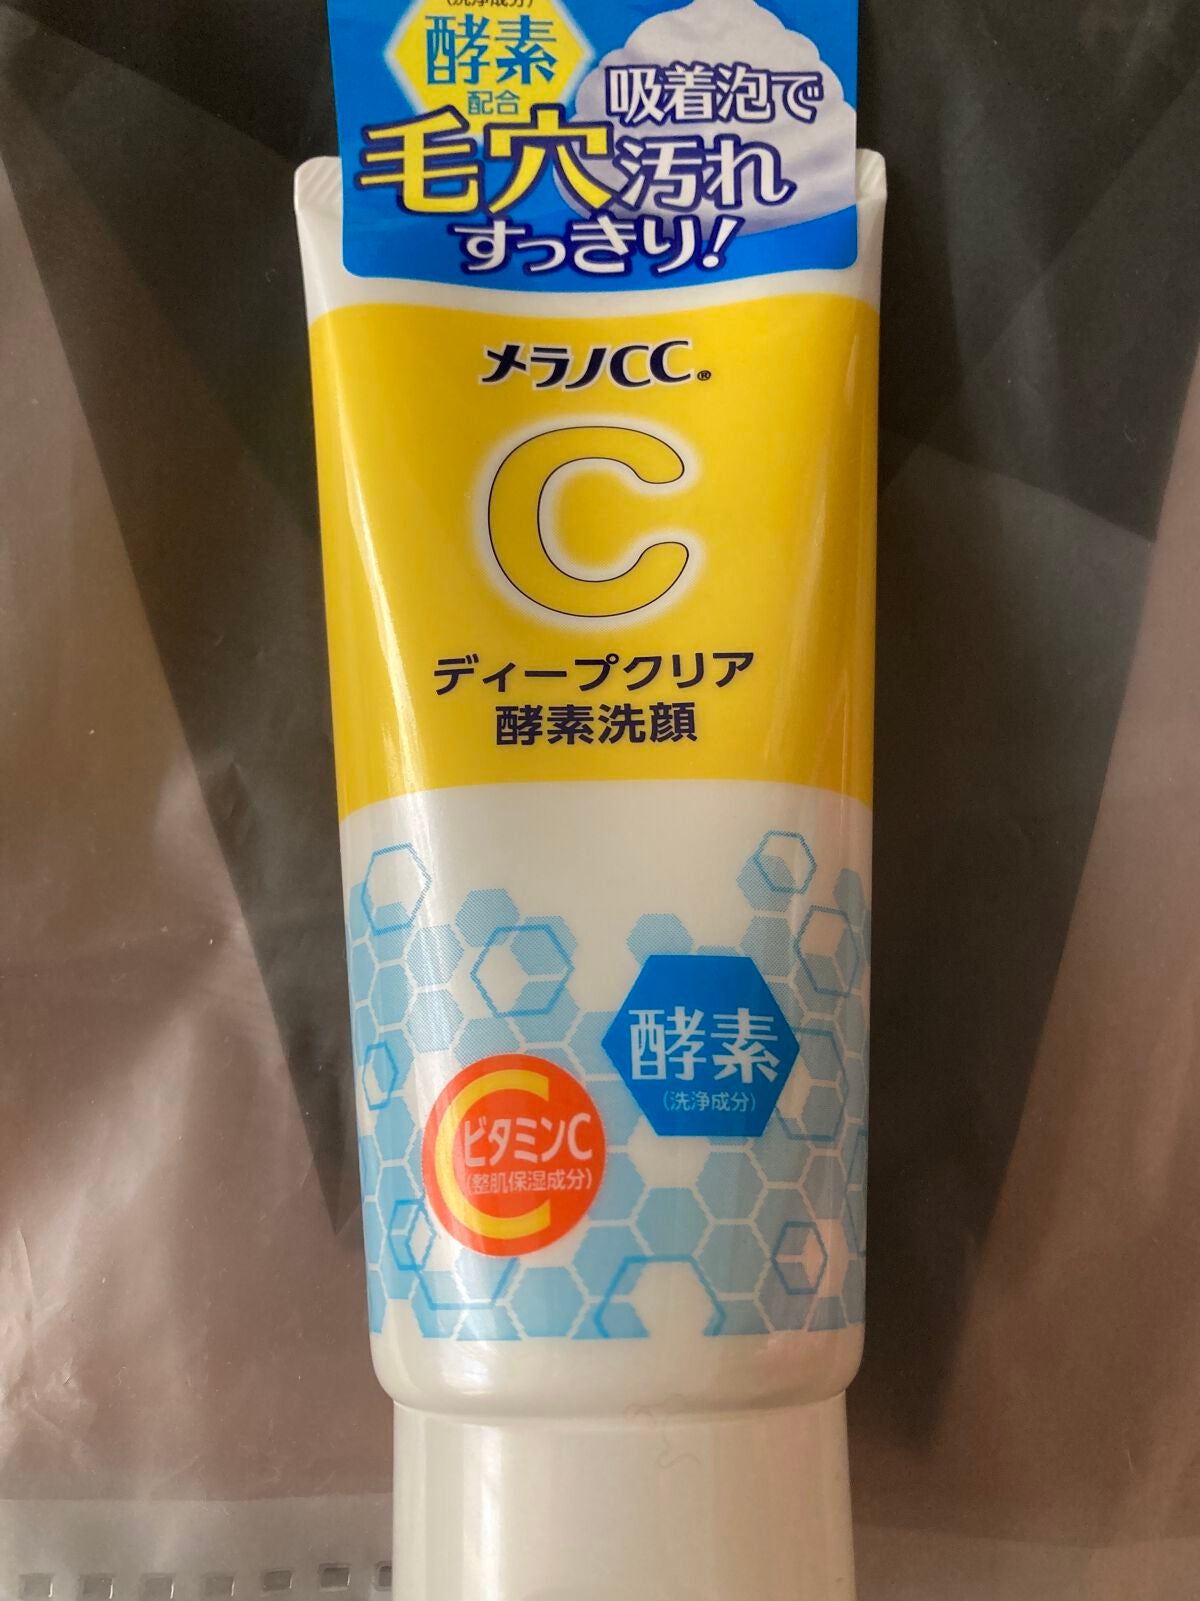 (洗浄成分)
酵素
配合
吸着泡で
毛穴汚れ
すっきり!
メラノCC®
C
ディープクリア
酵素洗顔
酵素
(洗浄成分)
C
ビタミンC
(整肌保湿成分)